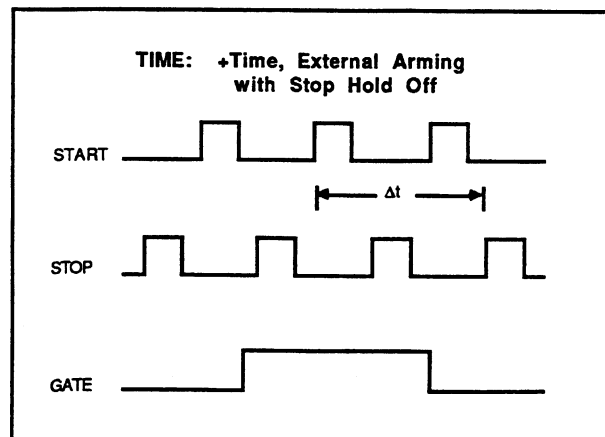 TIME: +Time, External Arming
with Stop Hold Off
START
Δt
STOP
GATE